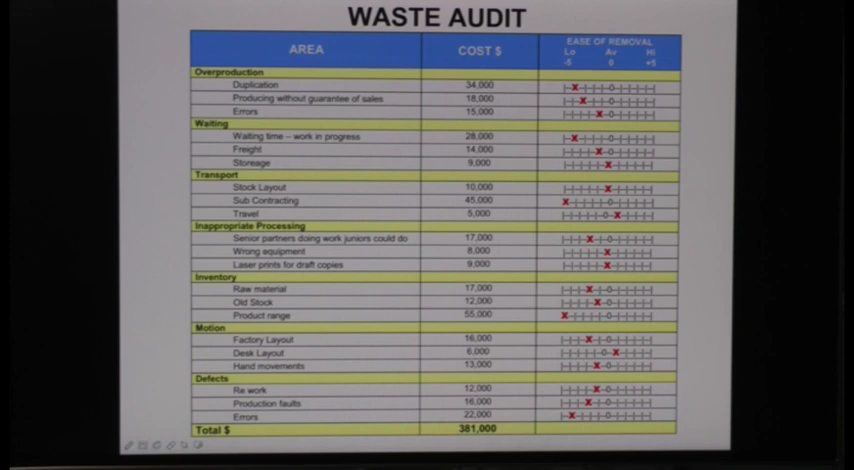 WASTE AUDIT
AREA COST $ EASE OF REMOVAL
Lo Av Hi
-5 0 +5
Overproduction
Duplication 34,000
Producing without guarantee of sales 18,000
Errors 15,000
Waiting
Waiting time – work in progress 28,000
Freight 14,000
Storeage 9,000
Transport
Stock Layout 10,000
Sub Contracting 45,000
Travel 5,000
Inappropriate Processing
Senior partners doing work juniors could do 17,000
Wrong equipment 8,000
Laser prints for draft copies 9,000
Inventory
Raw material 17,000
Old Stock 12,000
Product range 55,000
Motion
Factory Layout 16,000
Desk Layout 6,000
Hand movements 13,000
Defects
Re work 12,000
Production faults 16,000
Errors 22,000
Total $ 381,000